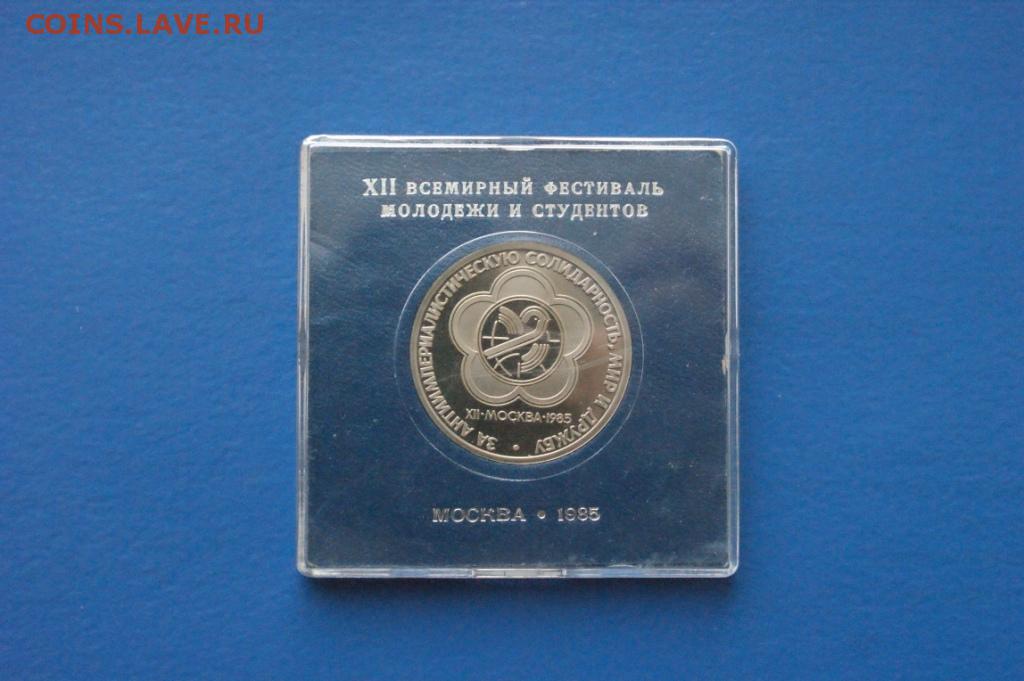 COINS.LAVE.RU
XII ВСЕМИРНЫЙ ФЕСТИВАЛЬ
МОЛОДЕЖИ И СТУДЕНТОВ
ЗА АНТИИМПЕРИАЛИСТИЧЕСКУЮ СОЛИДАРНОСТЬ, МИР И ДРУЖБУ •
XII•МОСКВА•1985
МОСКВА • 1985